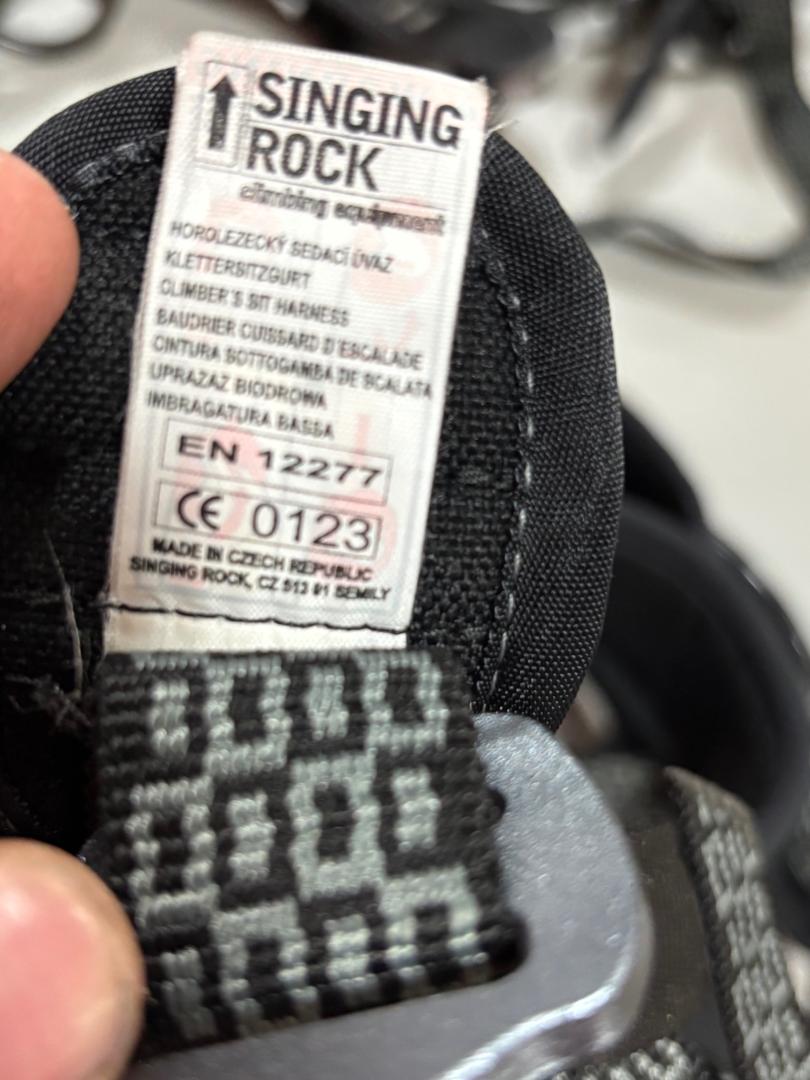 SINGING
ROCK
climbing equipment
HOROLEZECKÝ SEDACÍ ÚVAZ
KLETTERSITZGURT
CLIMBER'S SIT HARNESS
BAUDRIER CUISSARD D'ESCALADE
CINTURA SOTTOGAMBA DE SCALATA
UPRAZAZ BIODROWA
IMBRAGATURA BASSA
EN 12277
CE 0123
MADE IN CZECH REPUBLIC
SINGING ROCK, CZ 513 01 SEMILY